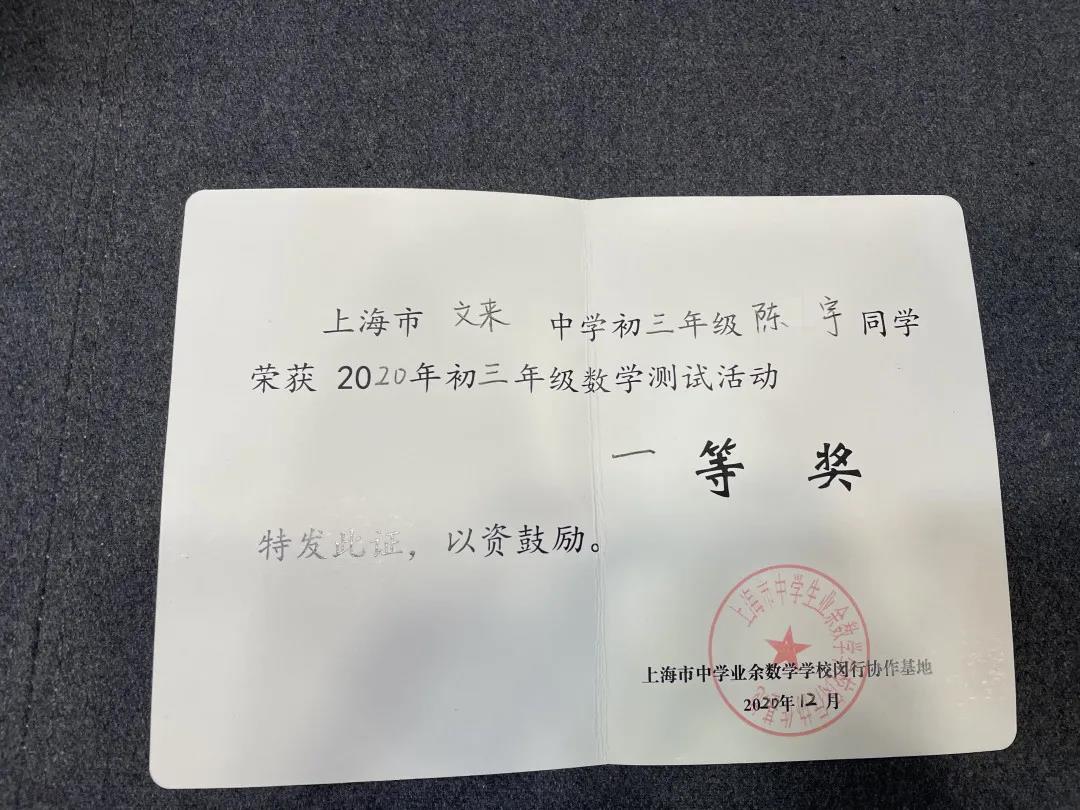 上海市 文来 中学初三年级 陈 宇 同学
荣获 2020年初三年级数学测试活动
一 等 奖
特发此证，以资鼓励。
上海市中学业余数学学校闵行协作基地
2020年12月